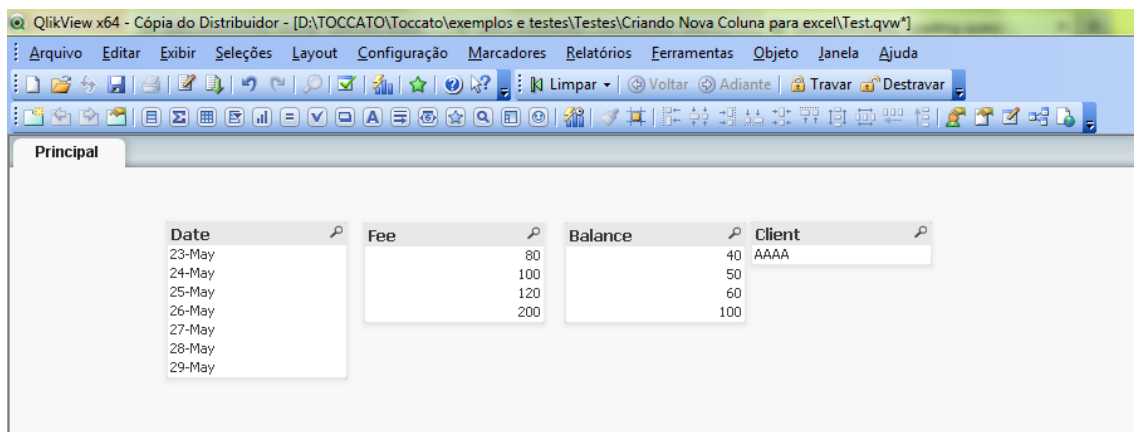 QlikView x64 - Cópia do Distribuidor - [D:\TOCCATO\Toccato\exemplos e testes\Testes\Criando Nova Coluna para excel\Test.qvw*]
Arquivo Editar Exibir Seleções Layout Configuração Marcadores Relatórios Ferramentas Objeto Janela Ajuda
Limpar Voltar Adiante Travar Destravar
Principal
Date Fee Balance Client
23-May 80 40 AAAA
24-May 100 50
25-May 120 60
26-May 200 100
27-May
28-May
29-May